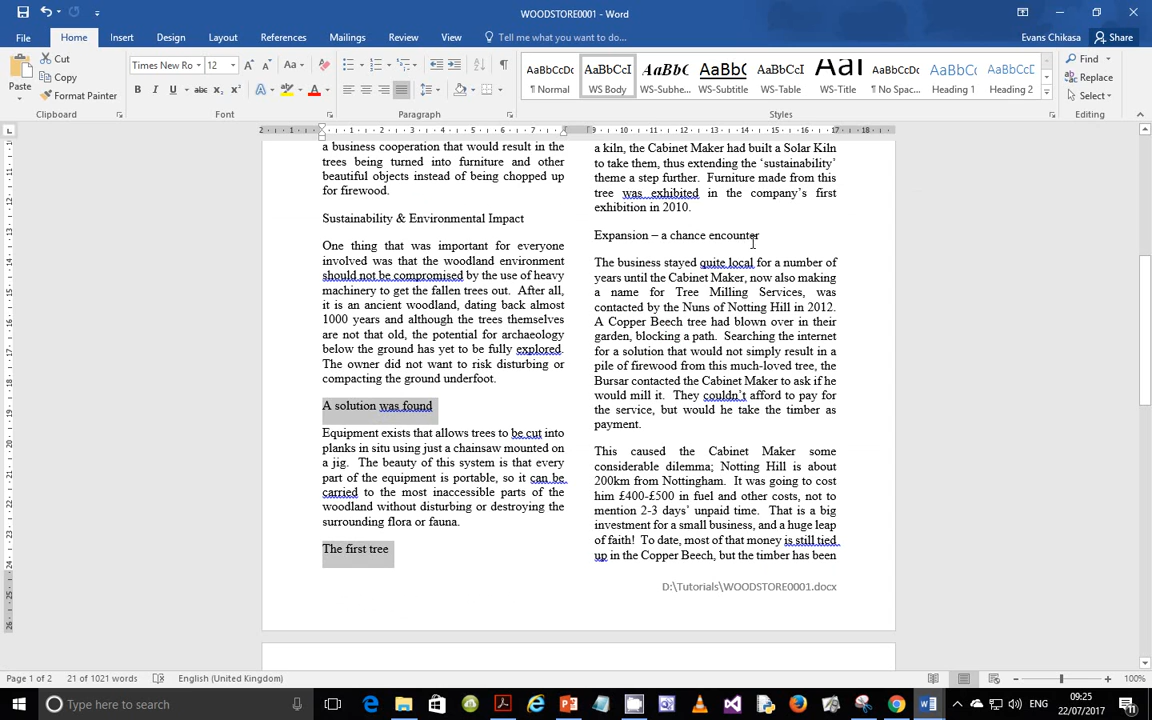 WOODSTORE0001 - Word
File
Home
Insert
Design
Layout
References
Mailings
Review
View
Tell me what you want to do...
Evans Chikasa
Share
Paste
Cut
Copy
Format Painter
Clipboard
Times New Ro
12
Font
Paragraph
AaBbCcDc
¶ Normal
AaBbCcI
WS Body
AaBbC
WS-Subhe...
AaBbC
WS-Subtitle
AaBbCcI
WS-Table
AaI
WS-Title
AaBbCcDc
¶ No Spac...
AaBbCc
Heading 1
AaBbCcD
Heading 2
Styles
Find
Replace
Select
Editing
a business cooperation that would result in the
trees being turned into furniture and other
beautiful objects instead of being chopped up
for firewood.
Sustainability & Environmental Impact
One thing that was important for everyone
involved was that the woodland environment
should not be compromised by the use of heavy
machinery to get the fallen trees out. After all,
it is an ancient woodland, dating back almost
1000 years and although the trees themselves
are not that old, the potential for archaeology
below the ground has yet to be fully explored.
The owner did not want to risk disturbing or
compacting the ground underfoot.
A solution was found
Equipment exists that allows trees to be cut into
planks in situ using just a chainsaw mounted on
a jig. The beauty of this system is that every
part of the equipment is portable, so it can be
carried to the most inaccessible parts of the
woodland without disturbing or destroying the
surrounding flora or fauna.
The first tree
a kiln, the Cabinet Maker had built a Solar Kiln
to take them, thus extending the ‘sustainability’
theme a step further. Furniture made from this
tree was exhibited in the company’s first
exhibition in 2010.
Expansion – a chance encounter
The business stayed quite local for a number of
years until the Cabinet Maker, now also making
a name for Tree Milling Services, was
contacted by the Nuns of Notting Hill in 2012.
A Copper Beech tree had blown over in their
garden, blocking a path. Searching the internet
for a solution that would not simply result in a
pile of firewood from this much-loved tree, the
Bursar contacted the Cabinet Maker to ask if he
would mill it. They couldn’t afford to pay for
the service, but would he take the timber as
payment.
This caused the Cabinet Maker some
considerable dilemma; Notting Hill is about
200km from Nottingham. It was going to cost
him £400-£500 in fuel and other costs, not to
mention 2-3 days’ unpaid time. That is a big
investment for a small business, and a huge leap
of faith! To date, most of that money is still tied
up in the Copper Beech, but the timber has been
D:\Tutorials\WOODSTORE0001.docx
Page 1 of 2
21 of 1021 words
English (United Kingdom)
100%
Type here to search
ENG
09:25
22/07/2017